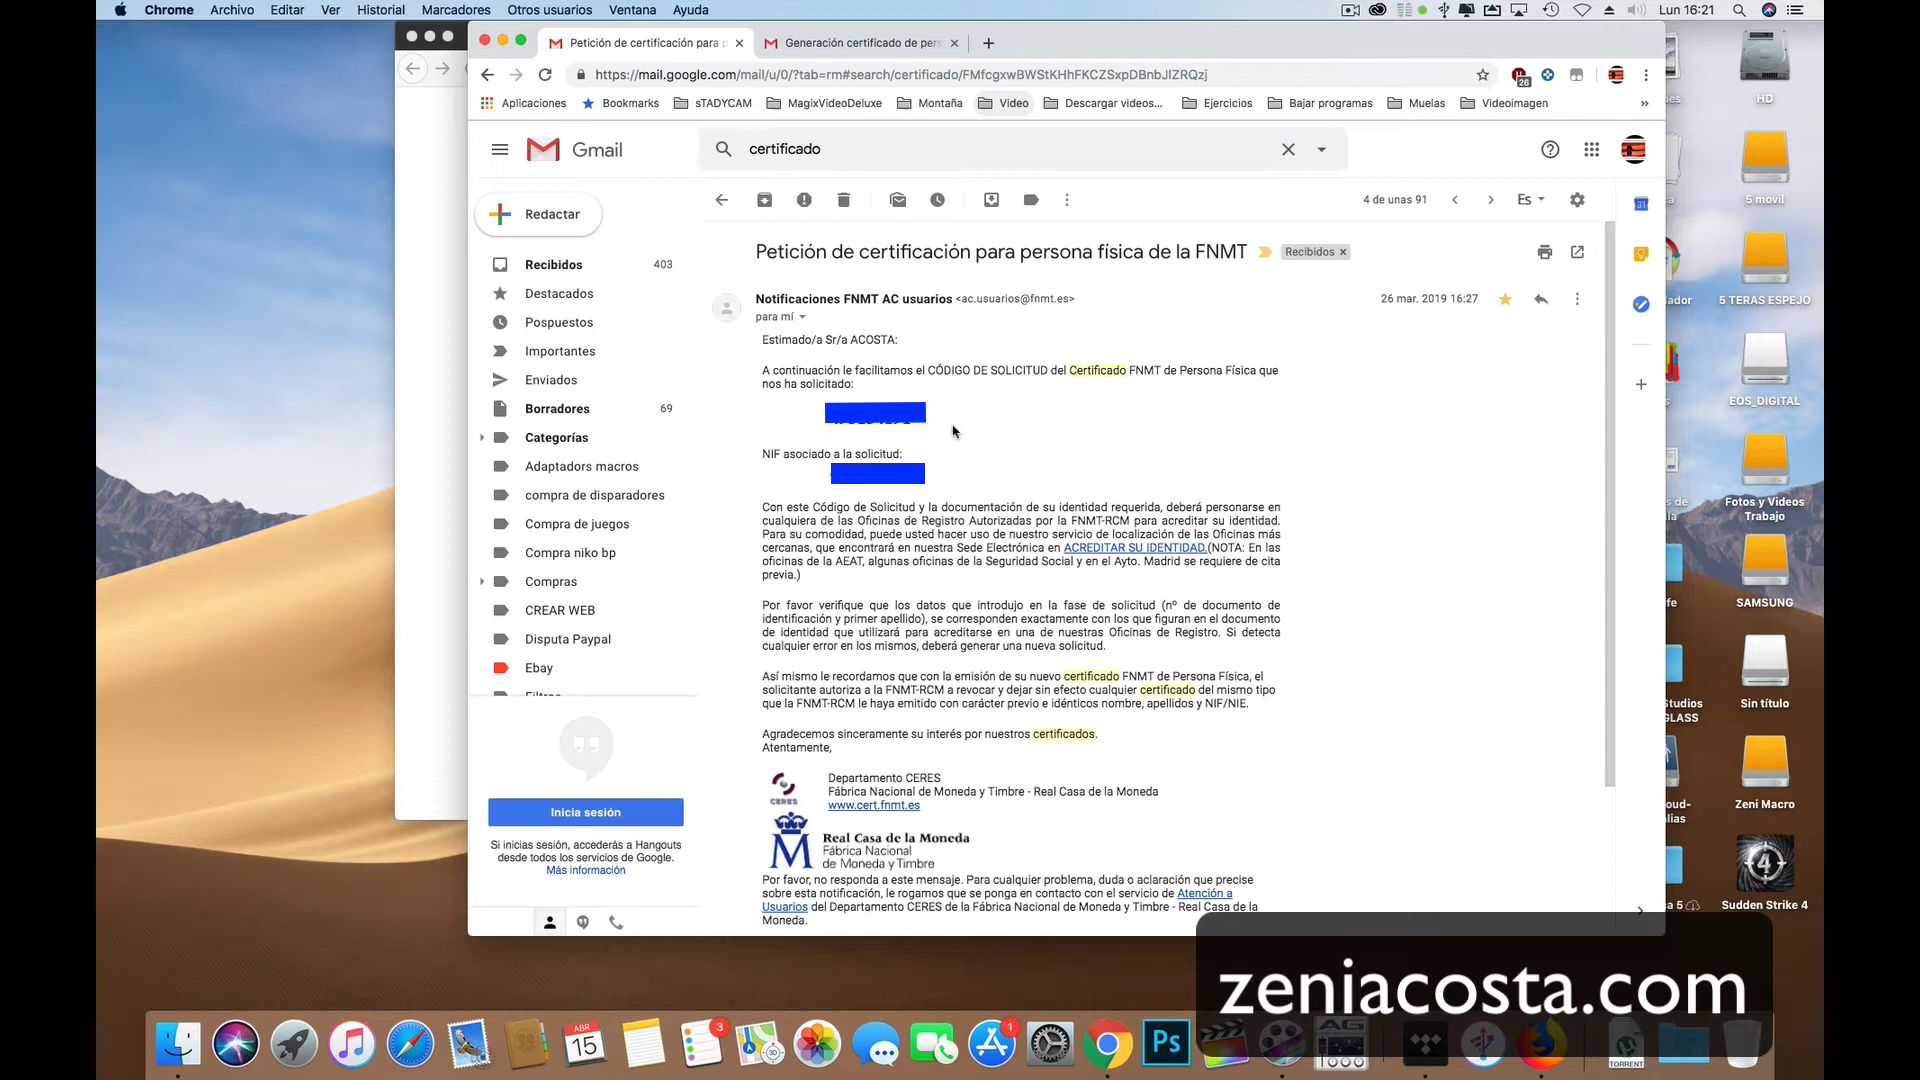 Chrome Archivo Editar Ver Historial Marcadores Otros usuarios Ventana Ayuda Lun 16:21
Petición de certificación para p
Generación certificado de pers
https://mail.google.com/mail/u/0/?tab=rm#search/certificado/FMfcgxwBWStKHhFKCZSxpDBnbJlZRQzj
26
Aplicaciones Bookmarks sTADYCAM MagixVideoDeluxe Montaña Video Descargar videos... Ejercicios Bajar programas Muelas Videoimagen »
Gmail
certificado
Redactar
4 de unas 91
Es
Recibidos 403
Destacados
Pospuestos
Importantes
Enviados
Borradores 69
Categorías
Adaptadors macros
compra de disparadores
Compra de juegos
Compra niko bp
Compras
CREAR WEB
Disputa Paypal
Ebay
Inicia sesión
Si inicias sesión, accederás a Hangouts
desde todos los servicios de Google.
Más información
Petición de certificación para persona física de la FNMT
Recibidos x
Notificaciones FNMT AC usuarios <ac.usuarios@fnmt.es>
26 mar. 2019 16:27
para mí
Estimado/a Sr/a ACOSTA:
A continuación le facilitamos el CÓDIGO DE SOLICITUD del Certificado FNMT de Persona Física que
nos ha solicitado:
NIF asociado a la solicitud:
Con este Código de Solicitud y la documentación de su identidad requerida, deberá personarse en
cualquiera de las Oficinas de Registro Autorizadas por la FNMT-RCM para acreditar su identidad.
Para su comodidad, puede usted hacer uso de nuestro servicio de localización de las Oficinas más
cercanas, que encontrará en nuestra Sede Electrónica en ACREDITAR SU IDENTIDAD.(NOTA: En las
oficinas de la AEAT, algunas oficinas de la Seguridad Social y en el Ayto. Madrid se requiere de cita
previa.)
Por favor verifique que los datos que introdujo en la fase de solicitud (nº de documento de
identificación y primer apellido), se corresponden exactamente con los que figuran en el documento
de identidad que utilizará para acreditarse en una de nuestras Oficinas de Registro. Si detecta
cualquier error en los mismos, deberá generar una nueva solicitud.
Así mismo le recordamos que con la emisión de su nuevo certificado FNMT de Persona Física, el
solicitante autoriza a la FNMT-RCM a revocar y dejar sin efecto cualquier certificado del mismo tipo
que la FNMT-RCM le haya emitido con carácter previo e idénticos nombre, apellidos y NIF/NIE.
Agradecemos sinceramente su interés por nuestros certificados.
Atentamente,
CERES
Departamento CERES
Fábrica Nacional de Moneda y Timbre - Real Casa de la Moneda
www.cert.fnmt.es
Real Casa de la Moneda
Fábrica Nacional
de Moneda y Timbre
Por favor, no responda a este mensaje. Para cualquier problema, duda o aclaración que precise
sobre esta notificación, le rogamos que se ponga en contacto con el servicio de Atención a
Usuarios del Departamento CERES de la Fábrica Nacional de Moneda y Timbre - Real Casa de la
Moneda.
31
HD
5 movil
5 TERAS ESPEJO
EOS_DIGITAL
Fotos y Videos
Trabajo
SAMSUNG
Sin título
Zeni Macro
4
Sudden Strike 4
zeniacosta.com
ABR
15
3
3D
1
Ps
TORRENT